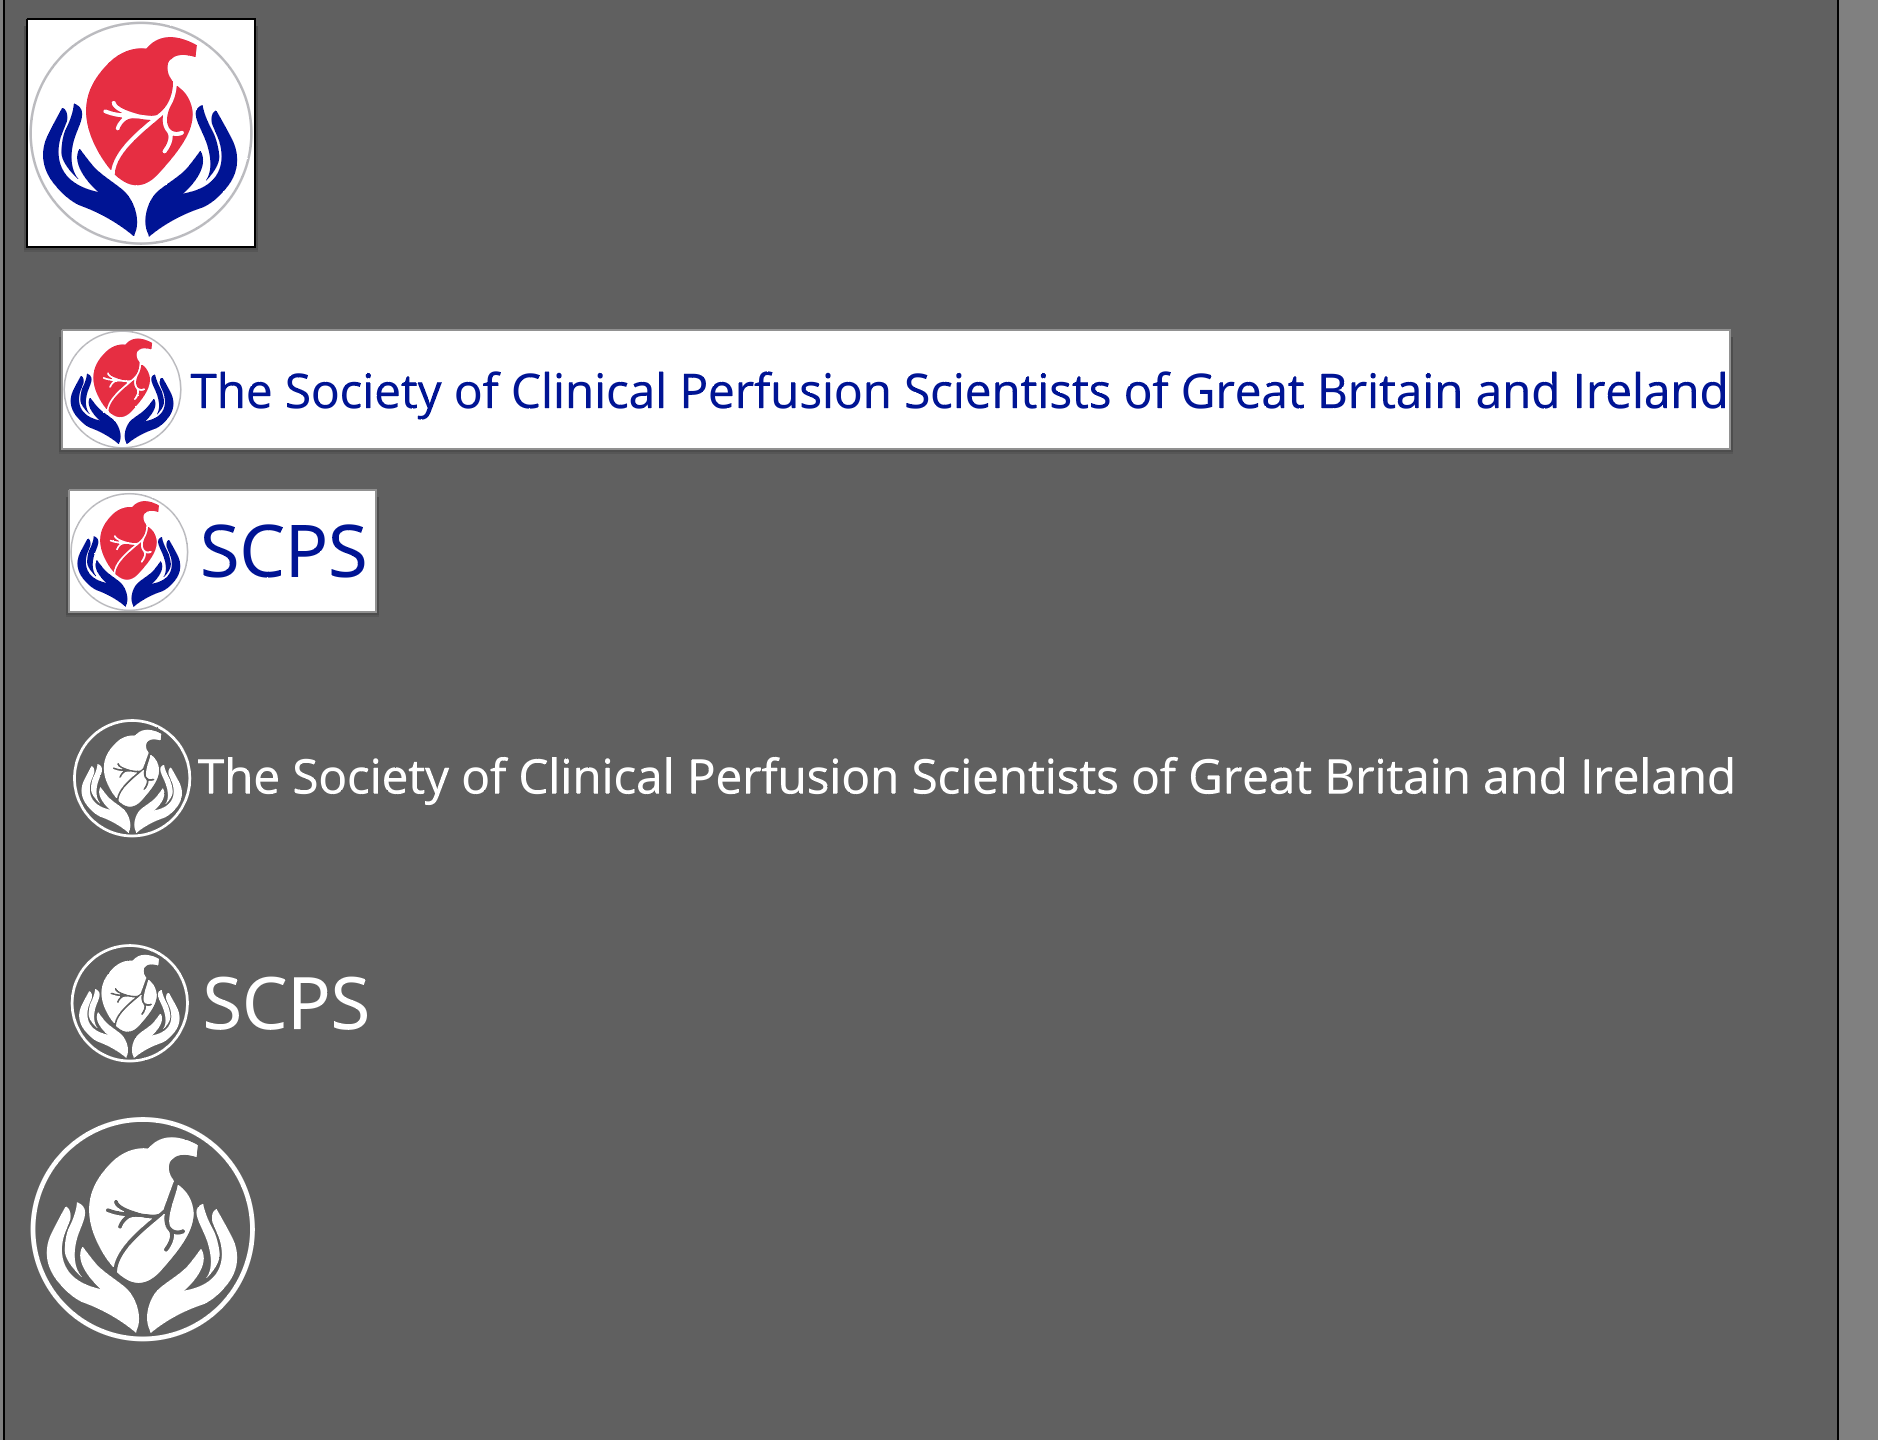 The Society of Clinical Perfusion Scientists of Great Britain and Ireland
SCPS
The Society of Clinical Perfusion Scientists of Great Britain and Ireland
SCPS